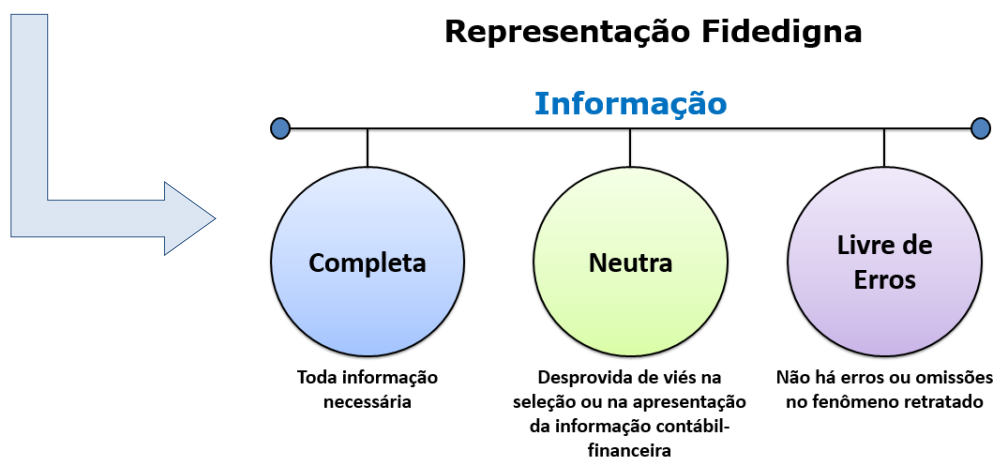 Representação Fidedigna
Informação
Completa
Neutra
Livre de
Erros
Toda informação
necessária
Desprovida de viés na
seleção ou na apresentação
da informação contábil-
financeira
Não há erros ou omissões
no fenômeno retratado